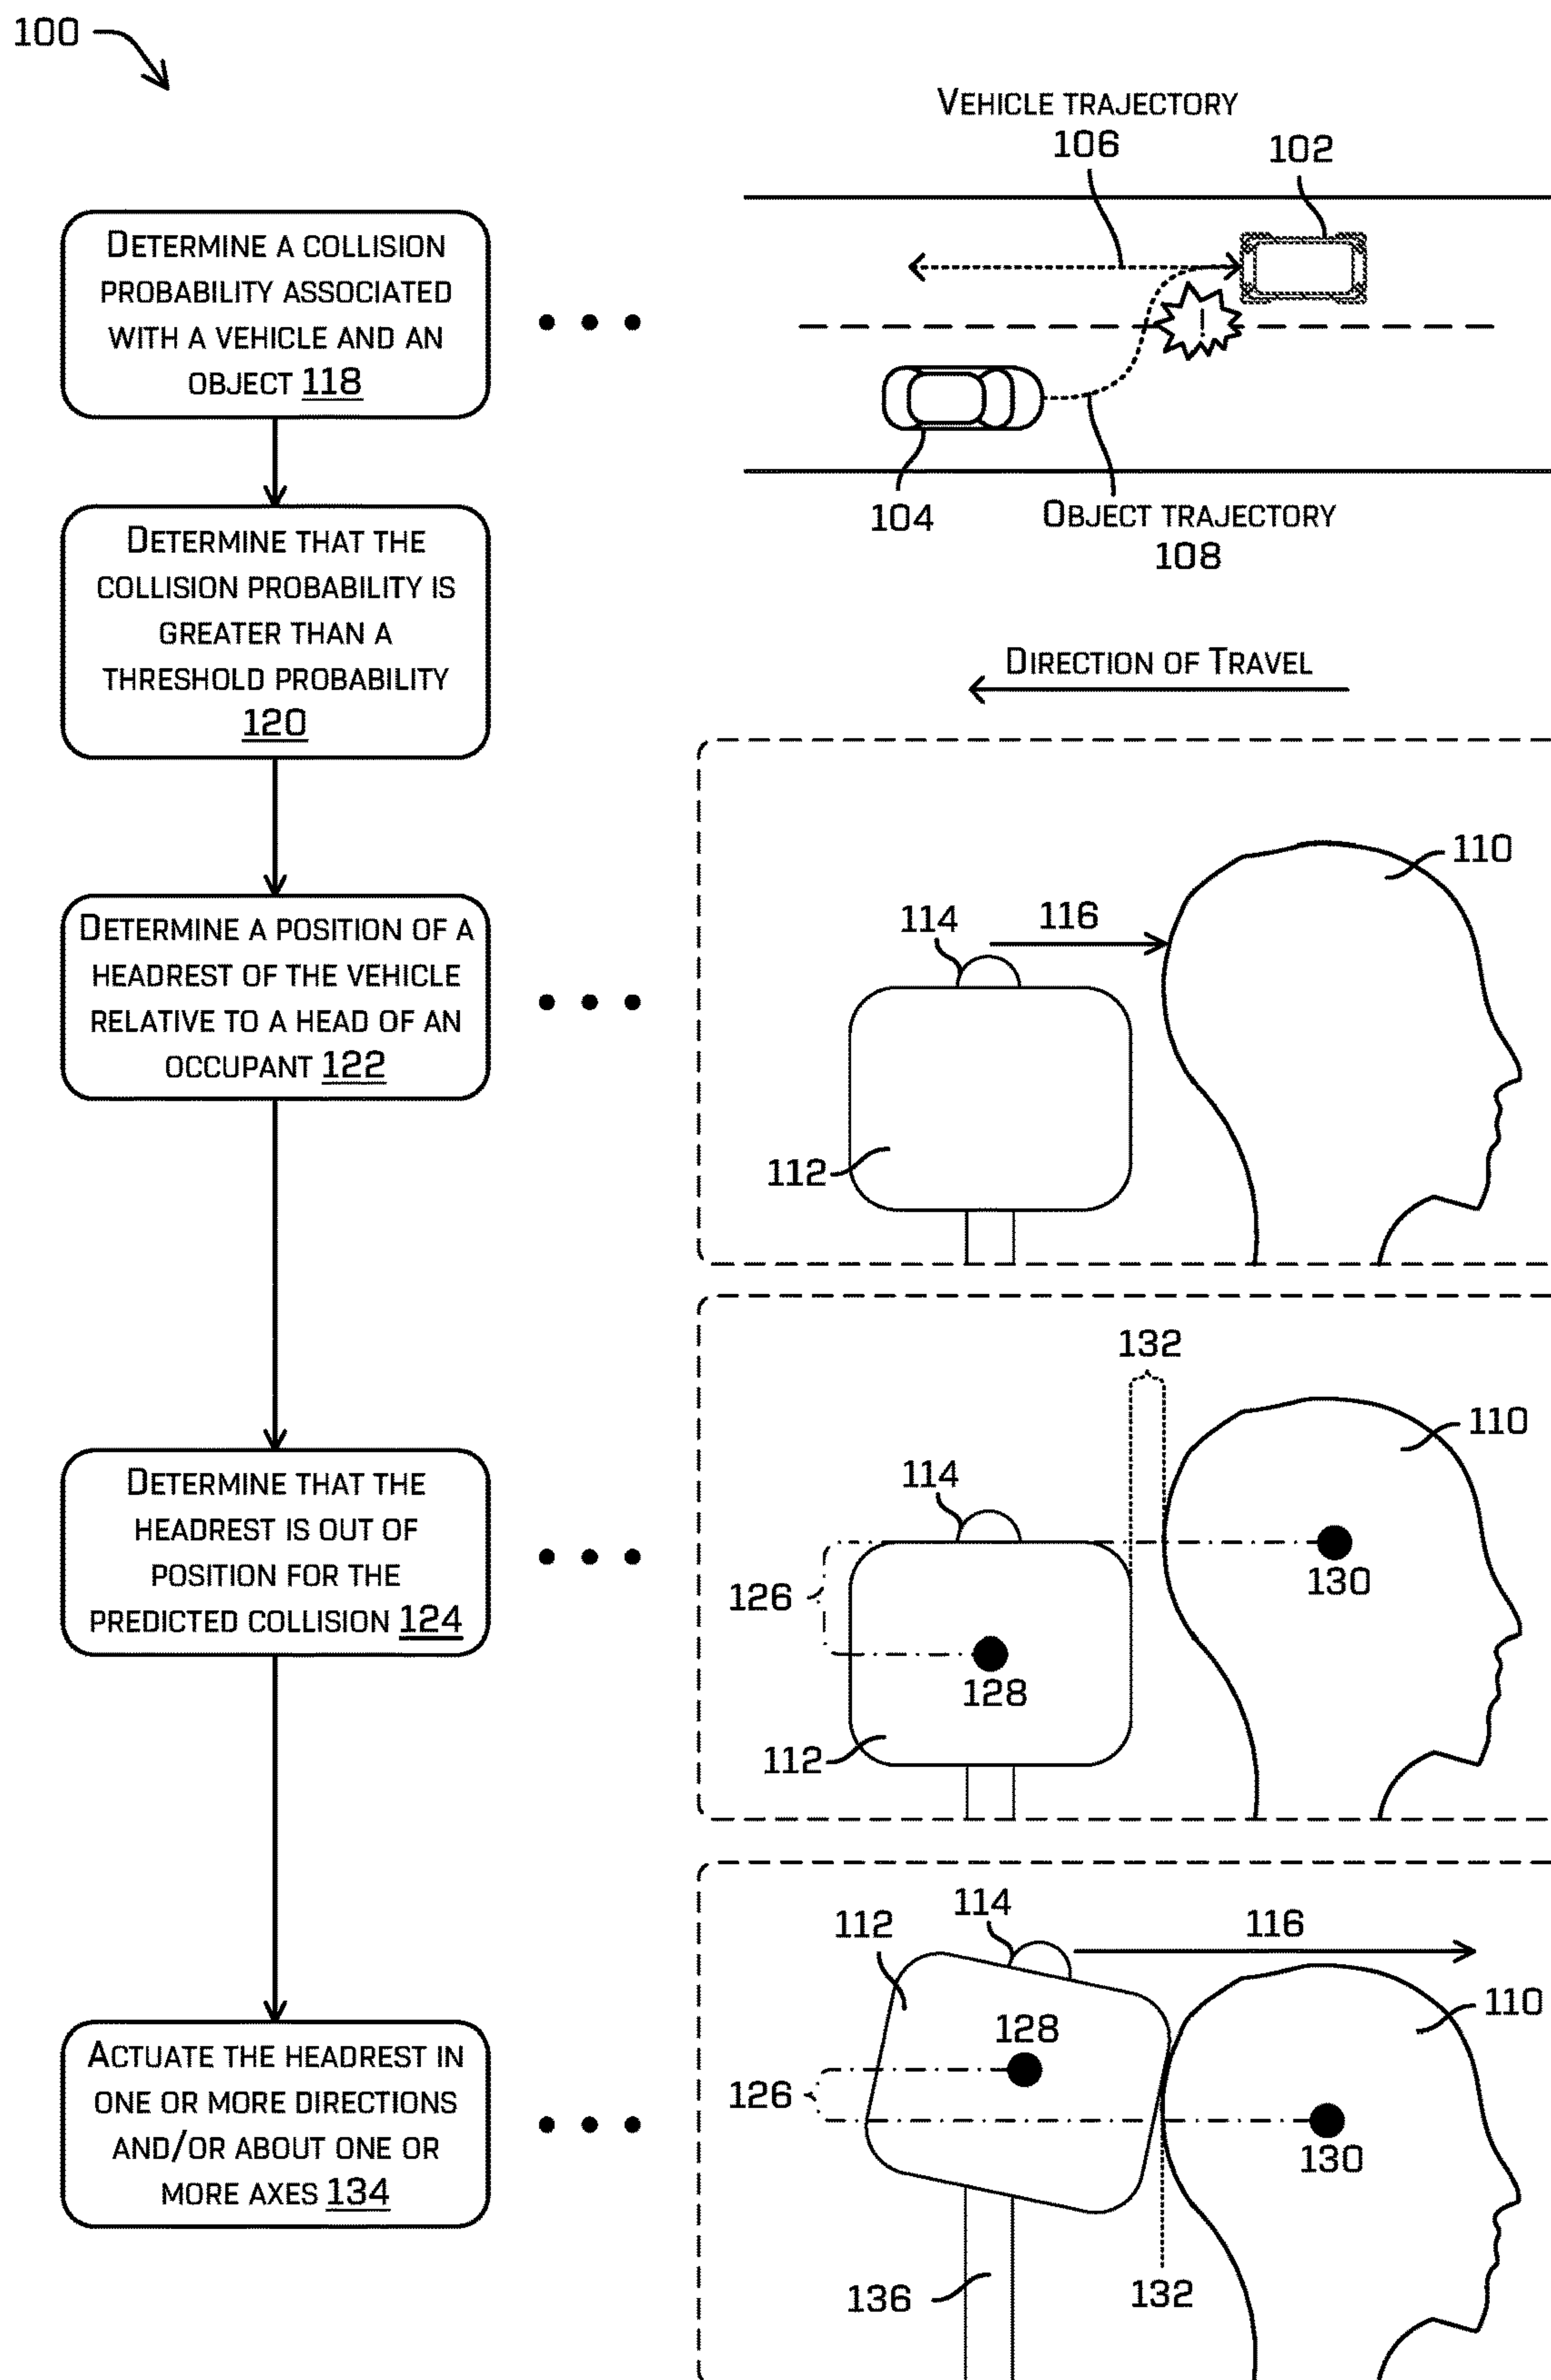 100
VEHICLE TRAJECTORY
106
102
DETERMINE A COLLISION
PROBABILITY ASSOCIATED
WITH A VEHICLE AND AN
OBJECT 118
!
104
OBJECT TRAJECTORY
108
DETERMINE THAT THE
COLLISION PROBABILITY IS
GREATER THAN A
THRESHOLD PROBABILITY
120
DIRECTION OF TRAVEL
DETERMINE A POSITION OF A
HEADREST OF THE VEHICLE
RELATIVE TO A HEAD OF AN
OCCUPANT 122
110
114
116
112
DETERMINE THAT THE
HEADREST IS OUT OF
POSITION FOR THE
PREDICTED COLLISION 124
132
110
114
126
130
128
112
ACTUATE THE HEADREST IN
ONE OR MORE DIRECTIONS
AND/OR ABOUT ONE OR
MORE AXES 134
114
112
116
110
128
126
130
136
132